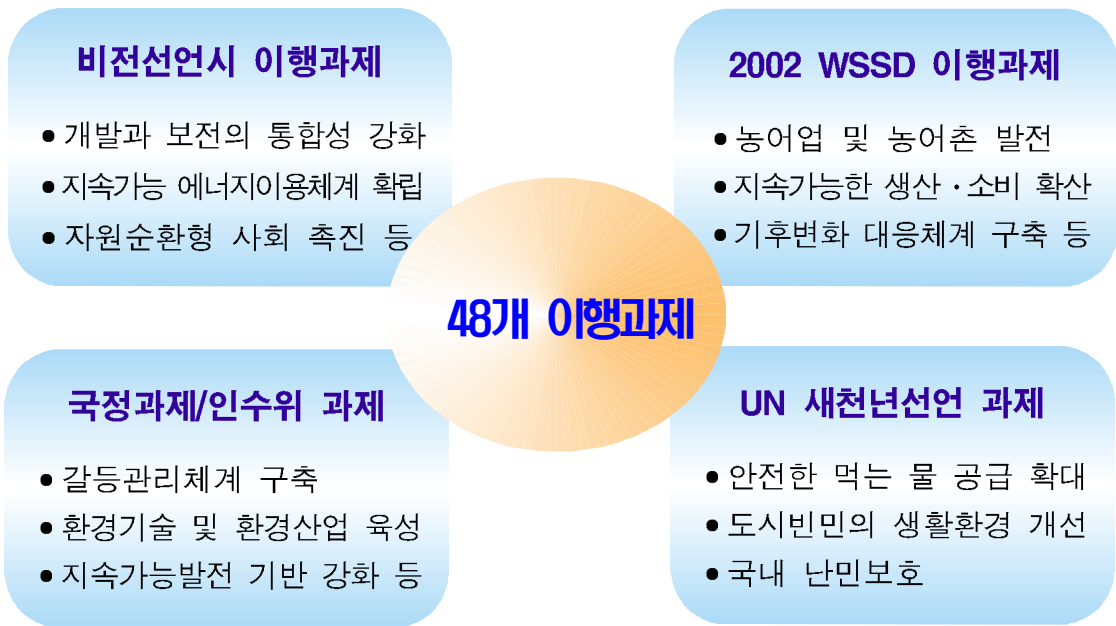 비전선언시 이행과제
• 개발과 보전의 통합성 강화
• 지속가능 에너지이용체계 확립
• 자원순환형 사회 촉진 등
2002 WSSD 이행과제
• 농어업 및 농어촌 발전
• 지속가능한 생산·소비 확산
• 기후변화 대응체계 구축 등
48개 이행과제
국정과제/인수위 과제
• 갈등관리체계 구축
• 환경기술 및 환경산업 육성
• 지속가능발전 기반 강화 등
UN 새천년선언 과제
• 안전한 먹는 물 공급 확대
• 도시빈민의 생활환경 개선
• 국내 난민보호